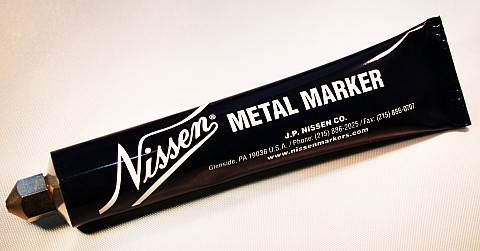 Nissen®
METAL MARKER
J.P. NISSEN CO.
Glenside, PA 19038 U.S.A. / Phone: (215) 886-2025 / Fax: (215) 886-0707
www.nissenmarkers.com